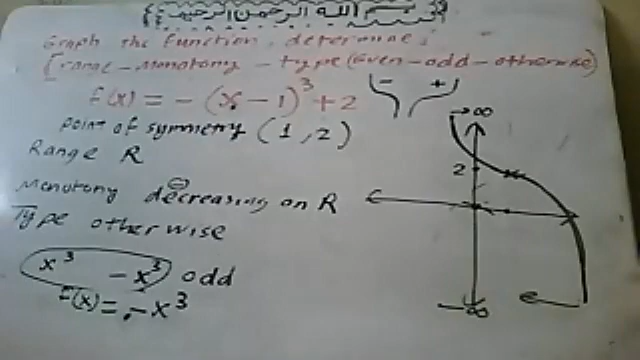 بسم الله الرحمن الرحيم
Graph the function, determine:
[range - monotony - type (Even - odd - otherwise)
f(x) = - (x - 1)³ + 2
- +
point of symmetry (1, 2)
Range R
monotony decreasing on R
Type otherwise
x³ - x³ odd
f(x) = - x³
∞
2
-∞